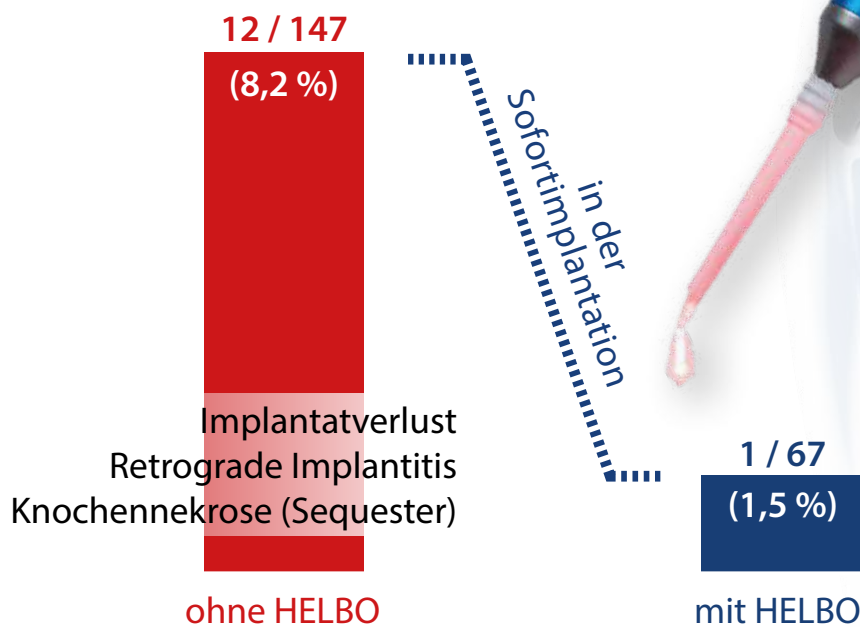 12 / 147
(8,2 %)
in der
Sofortimplantation
Implantatverlust
Retrograde Implantitis
Knochennekrose (Sequester)
1 / 67
(1,5 %)
ohne HELBO
mit HELBO